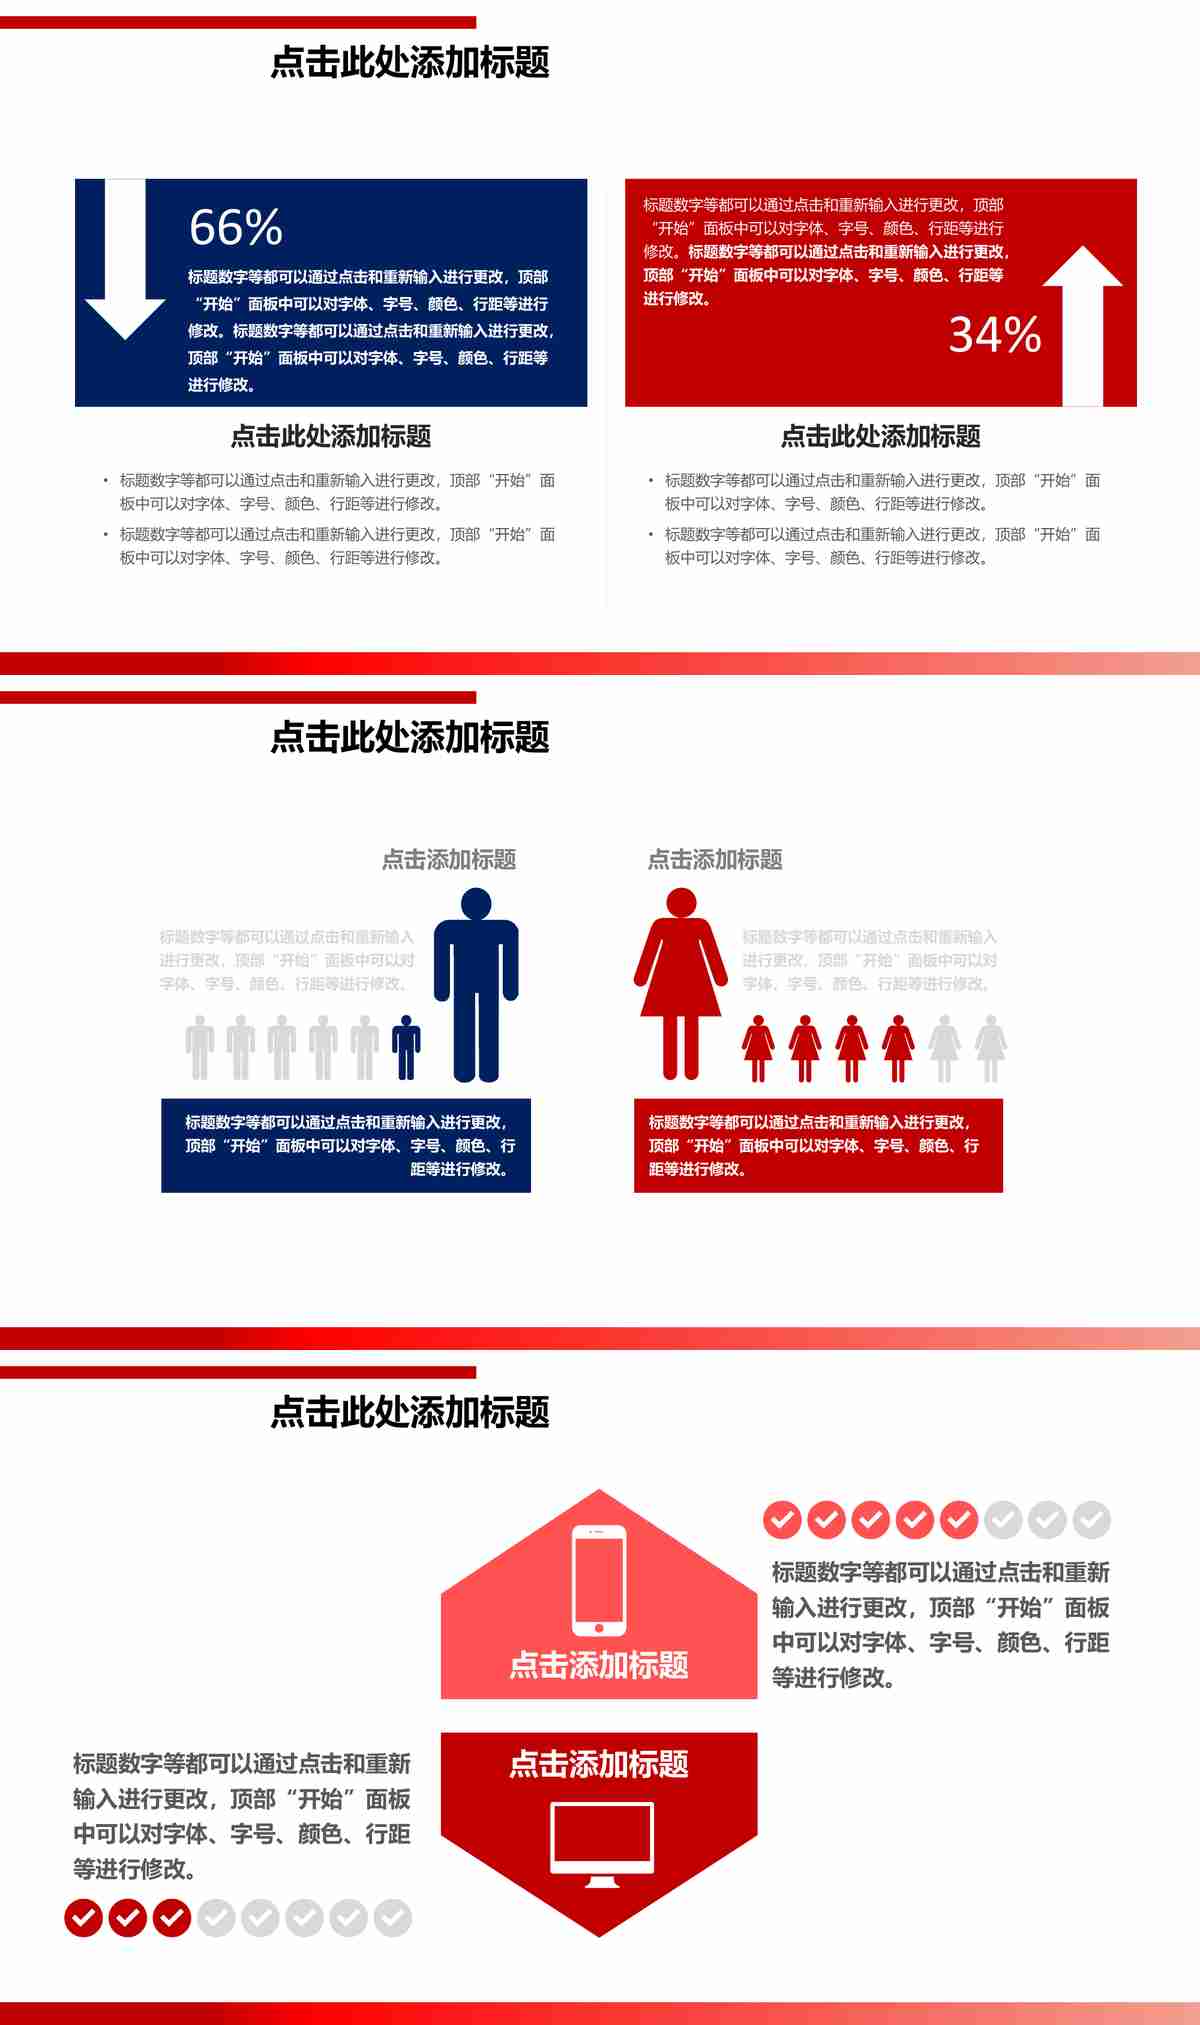 点击此处添加标题
66%
标题数字等都可以通过点击和重新输入进行更改，顶部
“开始”面板中可以对字体、字号、颜色、行距等进行
修改。标题数字等都可以通过点击和重新输入进行更改，
顶部“开始”面板中可以对字体、字号、颜色、行距等
进行修改。
标题数字等都可以通过点击和重新输入进行更改，顶部
“开始”面板中可以对字体、字号、颜色、行距等进行
修改。标题数字等都可以通过点击和重新输入进行更改，
顶部“开始”面板中可以对字体、字号、颜色、行距等
进行修改。
34%
点击此处添加标题
• 标题数字等都可以通过点击和重新输入进行更改，顶部“开始”面
板中可以对字体、字号、颜色、行距等进行修改。
• 标题数字等都可以通过点击和重新输入进行更改，顶部“开始”面
板中可以对字体、字号、颜色、行距等进行修改。
点击此处添加标题
• 标题数字等都可以通过点击和重新输入进行更改，顶部“开始”面
板中可以对字体、字号、颜色、行距等进行修改。
• 标题数字等都可以通过点击和重新输入进行更改，顶部“开始”面
板中可以对字体、字号、颜色、行距等进行修改。
点击此处添加标题
点击添加标题
标题数字等都可以通过点击和重新输入
进行更改，顶部“开始”面板中可以对
字体、字号、颜色、行距等进行修改。
标题数字等都可以通过点击和重新输入进行更改，
顶部“开始”面板中可以对字体、字号、颜色、行
距等进行修改。
点击添加标题
标题数字等都可以通过点击和重新输入
进行更改，顶部“开始”面板中可以对
字体、字号、颜色、行距等进行修改。
标题数字等都可以通过点击和重新输入进行更改，
顶部“开始”面板中可以对字体、字号、颜色、行
距等进行修改。
点击此处添加标题
点击添加标题
标题数字等都可以通过点击和重新
输入进行更改，顶部“开始”面板
中可以对字体、字号、颜色、行距
等进行修改。
点击添加标题
标题数字等都可以通过点击和重新
输入进行更改，顶部“开始”面板
中可以对字体、字号、颜色、行距
等进行修改。